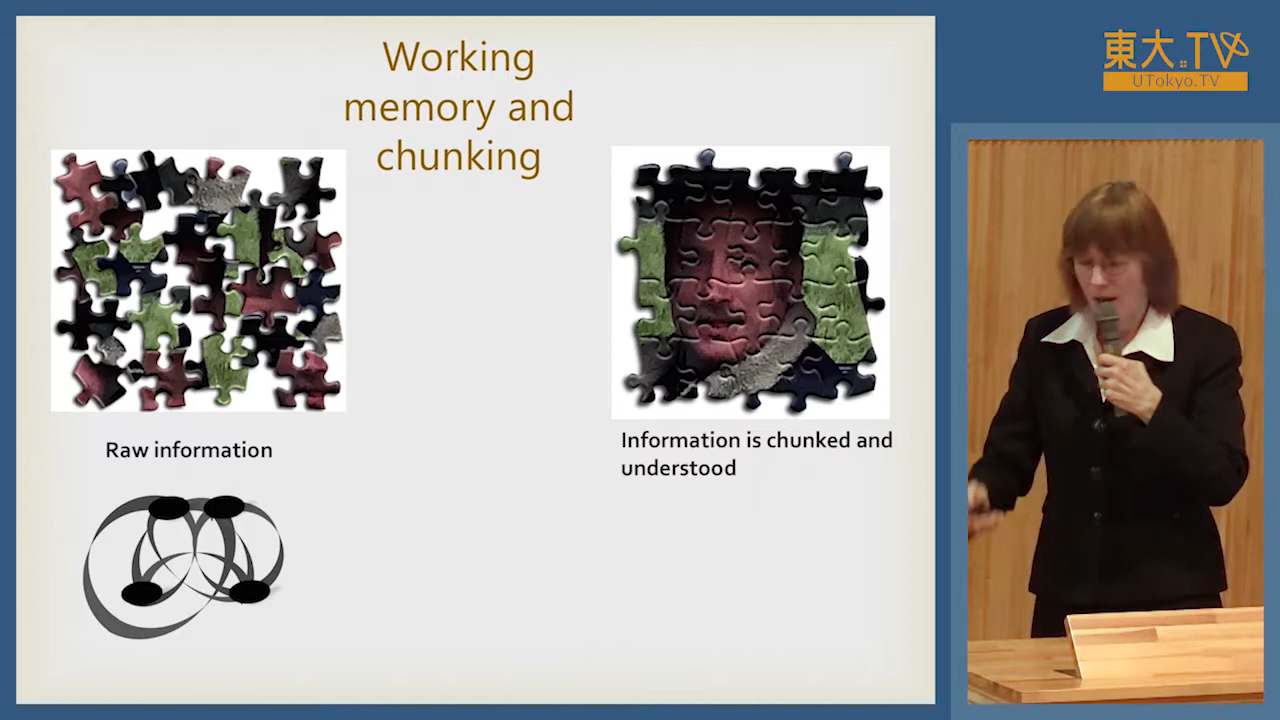 Working
memory and
chunking
東大.TV
UTokyo.TV
Raw information
Information is chunked and
understood